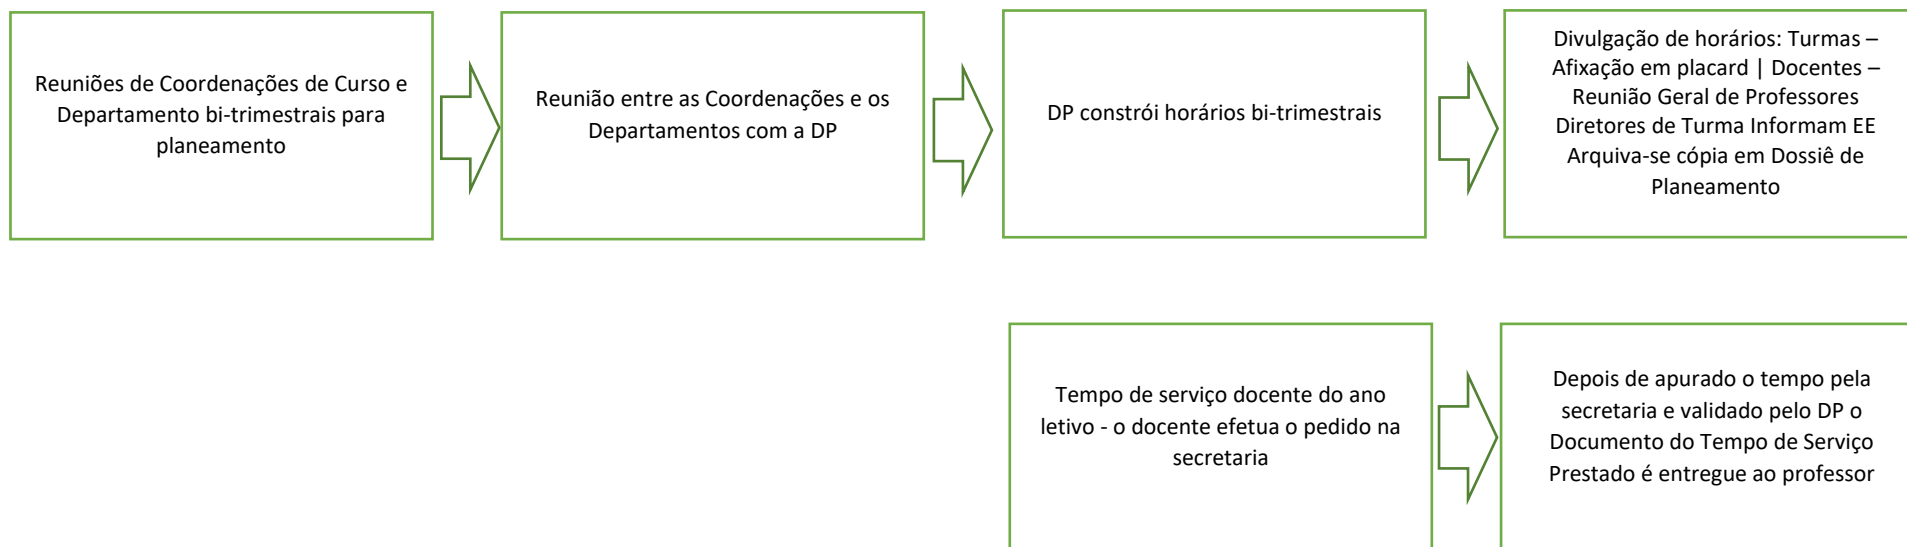 Reuniões de Coordenações de Curso e
Departamento bi-trimestrais para
planeamento
Reunião entre as Coordenações e os
Departamentos com a DP
DP constrói horários bi-trimestrais
Divulgação de horários: Turmas –
Afixação em placard | Docentes –
Reunião Geral de Professores
Diretores de Turma Informam EE
Arquiva-se cópia em Dossiê de
Planeamento
Tempo de serviço docente do ano
letivo - o docente efetua o pedido na
secretaria
Depois de apurado o tempo pela
secretaria e validado pelo DP o
Documento do Tempo de Serviço
Prestado é entregue ao professor